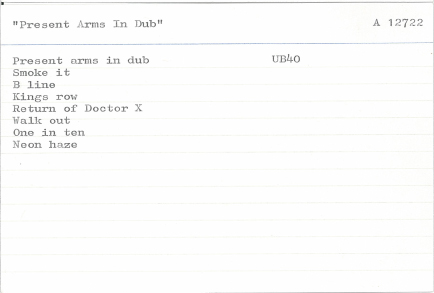 "Present Arms In Dub" A 12722
Present arms in dub UB40
Smoke it
B line
Kings row
Return of Doctor X
Walk out
One in ten
Neon haze